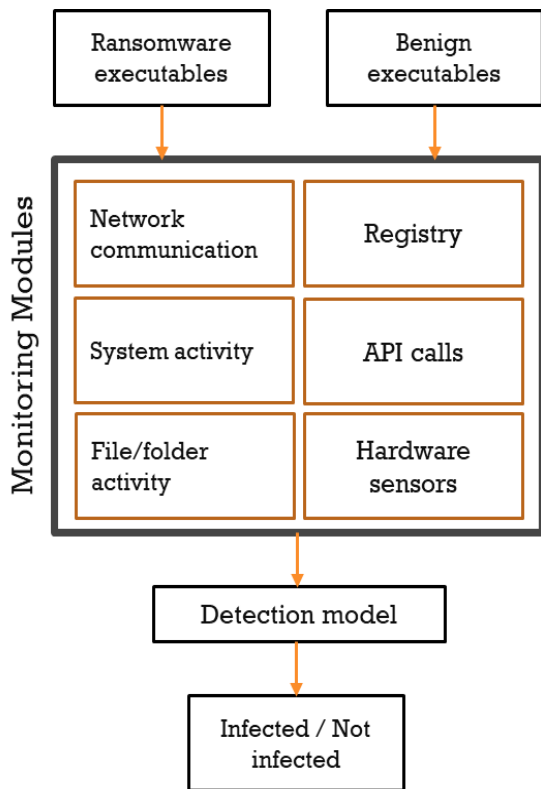 Ransomware
executables
Benign
executables
Monitoring Modules
Network
communication
Registry
System activity
API calls
File/folder
activity
Hardware
sensors
Detection model
Infected / Not
infected